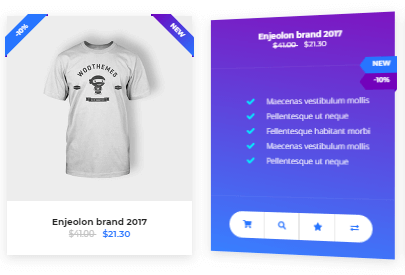 -10%
NEW
WOOTHEMES
Enjeolon brand 2017
$41.00 $21.30
Enjeolon brand 2017
$41.00 $21.30
NEW
-10%
Maecenas vestibulum mollis
Pellentesque ut neque
Pellentesque habitant morbi
Maecenas vestibulum mollis
Pellentesque ut neque